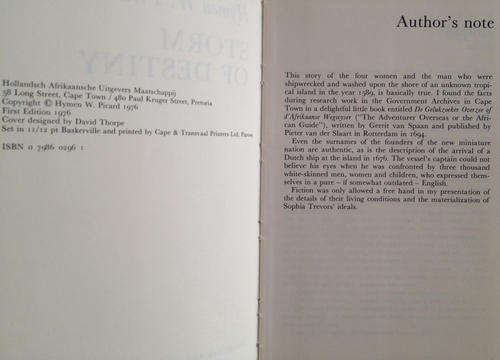 Hymen W. Picard
STORM
OF DESTINY
Hollandsch Afrikaansche Uitgevers Maatschappij
58 Long Street, Cape Town / 480 Paul Kruger Street, Pretoria
Copyright © Hymen W. Picard 1976
First Edition 1976
Cover designed by David Thorpe
Set in 11/12 pt Baskerville and printed by Cape & Transvaal Printers Ltd, Parow
ISBN 0 7986 0296 1
Author's note
This story of the four women and the man who were
shipwrecked and washed upon the shore of an unknown tropi-
cal island in the year 1589, is basically true. I found the facts
during research work in the Government Archives in Cape
Town in a delightful little book entitled De Gelukzoeker Overzee of
d'Afrikaanse Wegwyser ("The Adventurer Overseas or the Afri-
can Guide"), written by Gerrit van Spaan and published by
Pieter van der Slaart in Rotterdam in 1694.
Even the surnames of the founders of the new miniature
nation are authentic, as is the description of the arrival of a
Dutch ship at the island in 1676. The vessel's captain could not
believe his eyes when he was confronted by three thousand
white-skinned men, women and children, who expressed them-
selves in a pure – if somewhat outdated – English.
Fiction was only allowed a free hand in my presentation of
the details of their living conditions and the materialization of
Sophia Trevors' ideals.